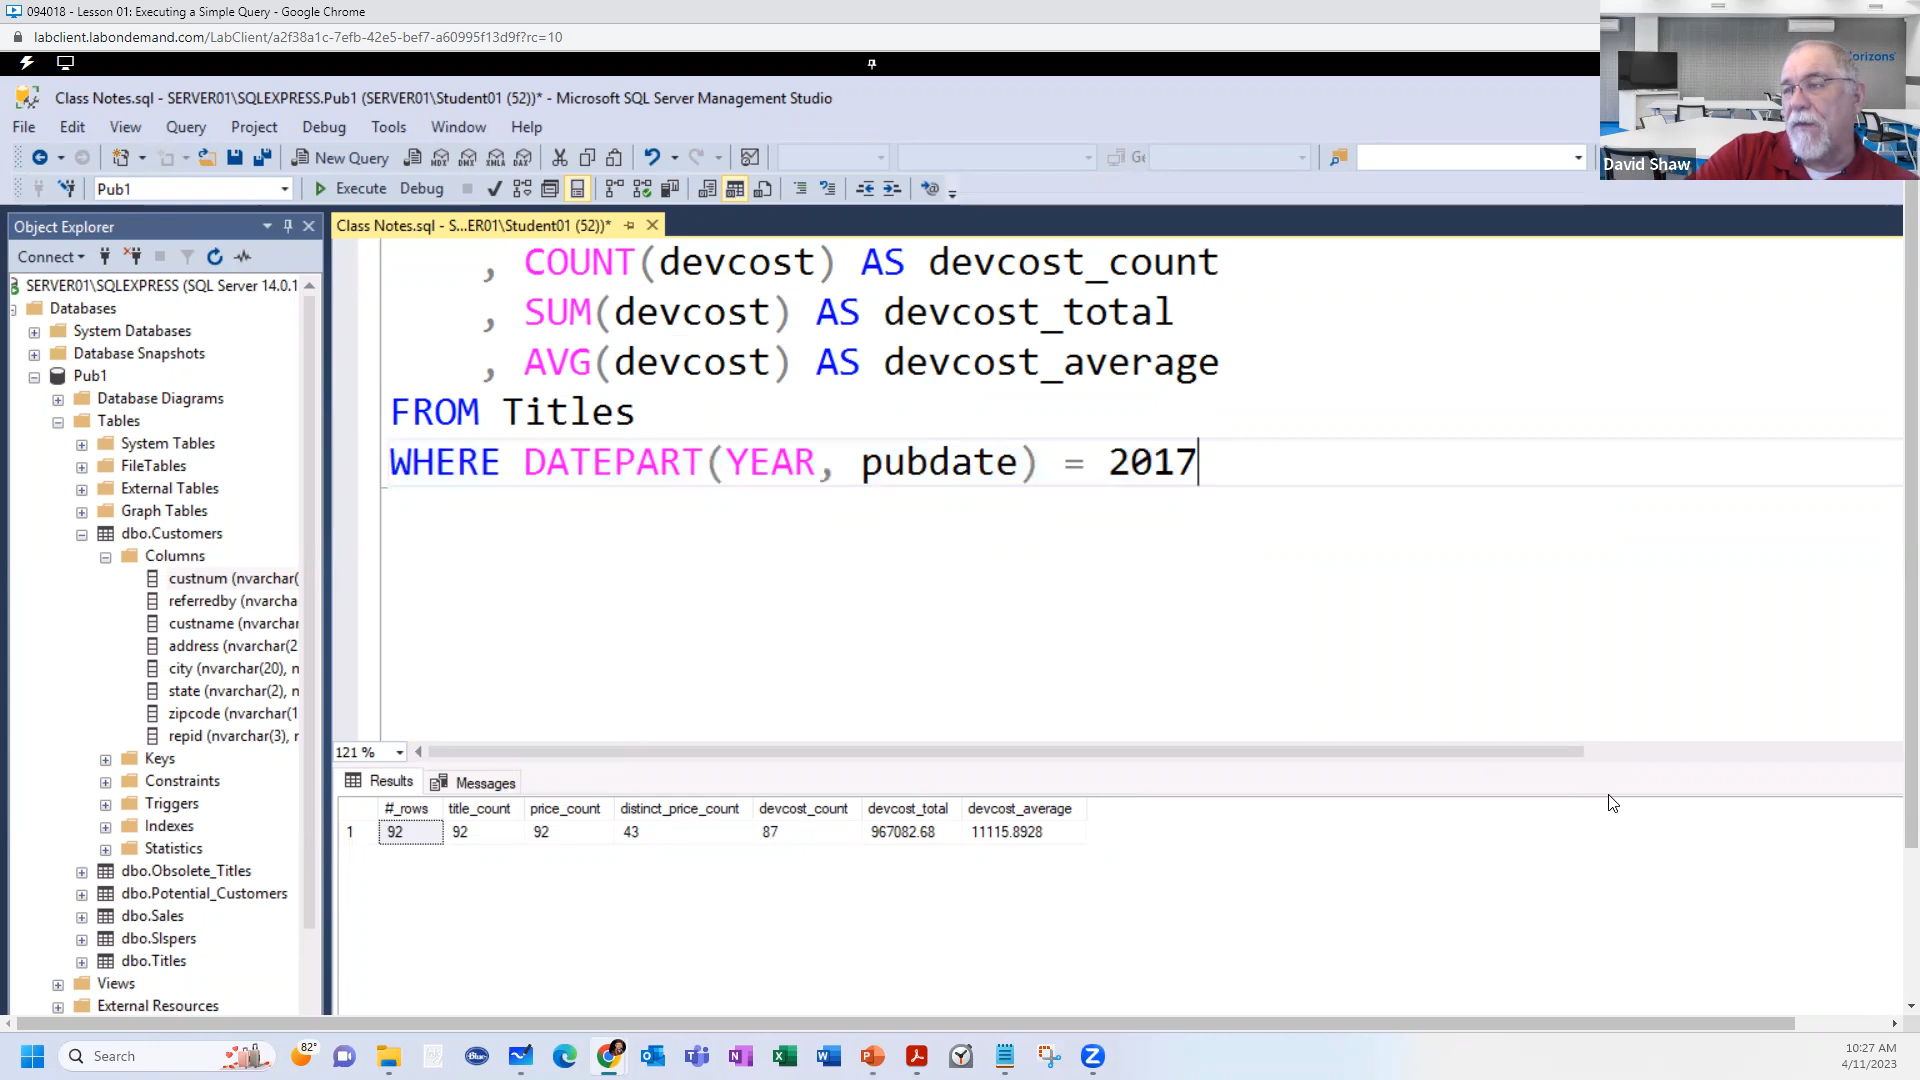 094018 - Lesson 01: Executing a Simple Query - Google Chrome
labclient.labondemand.com/LabClient/a2f38a1c-7efb-42e5-bef7-a60995f13d9f?rc=10
orizons
David Shaw
Class Notes.sql - SERVER01\SQLEXPRESS.Pub1 (SERVER01\Student01 (52))* - Microsoft SQL Server Management Studio
File Edit View Query Project Debug Tools Window Help
New Query
Pub1 Execute Debug
Object Explorer
Connect
SERVER01\SQLEXPRESS (SQL Server 14.0.1
Databases
System Databases
Database Snapshots
Pub1
Database Diagrams
Tables
System Tables
FileTables
External Tables
Graph Tables
dbo.Customers
Columns
custnum (nvarchar(
referredby (nvarcha
custname (nvarchar
address (nvarchar(2
city (nvarchar(20), n
state (nvarchar(2), n
zipcode (nvarchar(1
repid (nvarchar(3), r
Keys
Constraints
Triggers
Indexes
Statistics
dbo.Obsolete_Titles
dbo.Potential_Customers
dbo.Sales
dbo.Slspers
dbo.Titles
Views
External Resources
Class Notes.sql - S...ER01\Student01 (52))*
, COUNT(devcost) AS devcost_count
, SUM(devcost) AS devcost_total
, AVG(devcost) AS devcost_average
FROM Titles
WHERE DATEPART(YEAR, pubdate) = 2017
121 %
Results Messages
#_rows title_count price_count distinct_price_count devcost_count devcost_total devcost_average
1 92 92 92 43 87 967082.68 11115.8928
Search
82°
10:27 AM
4/11/2023